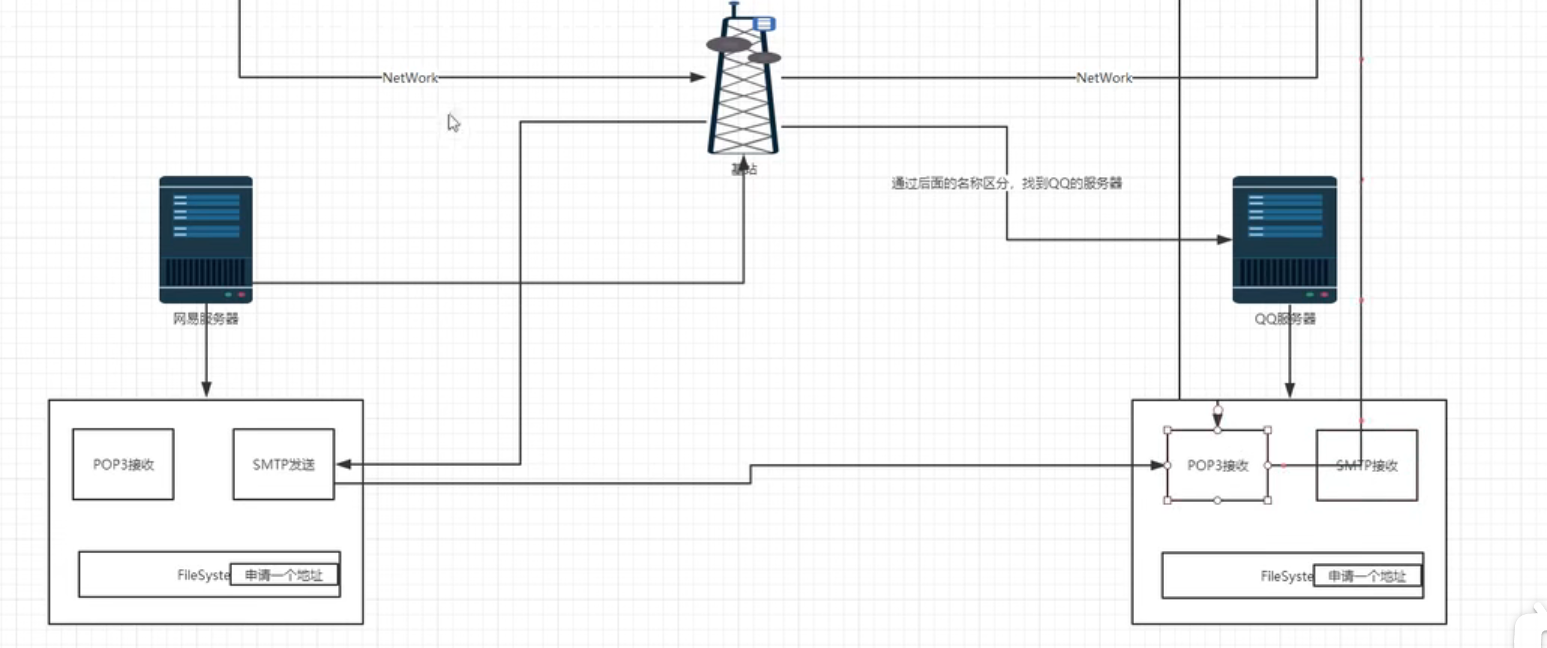 NetWork
NetWork
基站
通过后面的名称区分，找到QQ的服务器
网易服务器
QQ服务器
POP3接收
SMTP发送
POP3接收
SMTP接收
FileSyste
申请一个地址
FileSyste
申请一个地址